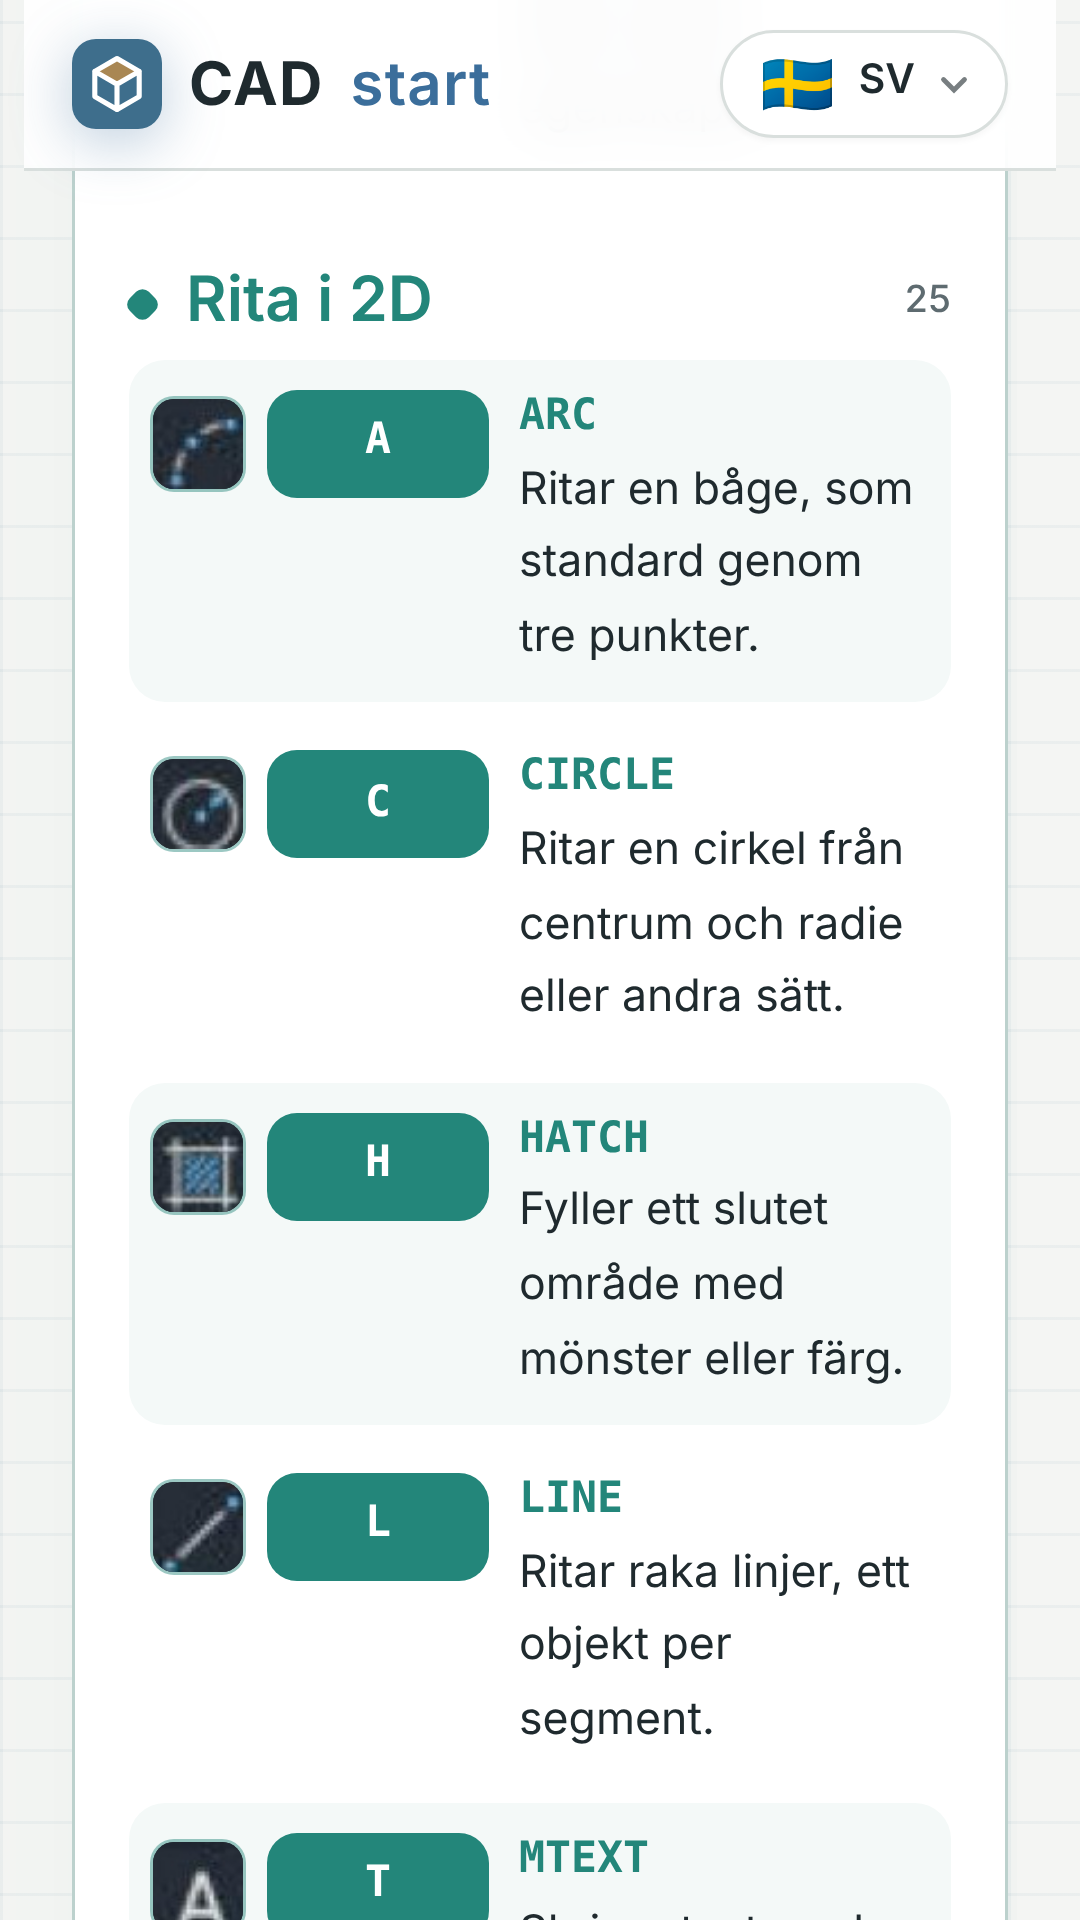 CAD start
SV
Rita i 2D
25
A
ARC
Ritar en båge, som
standard genom
tre punkter.
C
CIRCLE
Ritar en cirkel från
centrum och radie
eller andra sätt.
H
HATCH
Fyller ett slutet
område med
mönster eller färg.
L
LINE
Ritar raka linjer, ett
objekt per
segment.
A
T
MTEXT